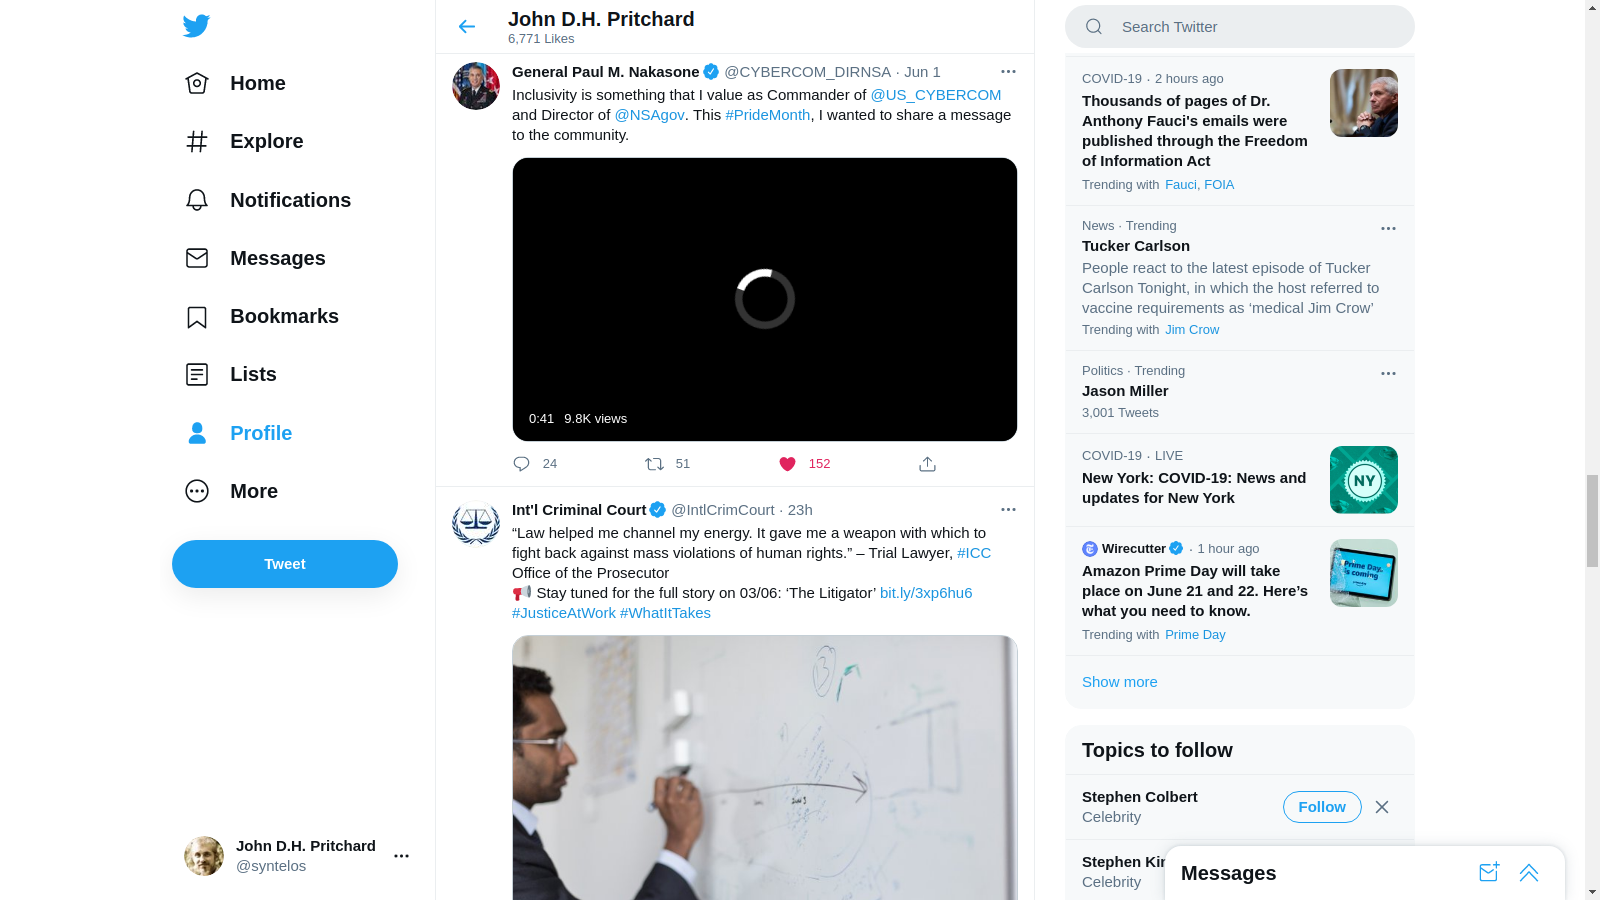 Home
Explore
Notifications
Messages
Bookmarks
Lists
Profile
More
Tweet
John D.H. Pritchard
@syntelos
John D.H. Pritchard
6,771 Likes
General Paul M. Nakasone @CYBERCOM_DIRNSA · Jun 1
Inclusivity is something that I value as Commander of @US_CYBERCOM
and Director of @NSAgov. This #PrideMonth, I wanted to share a message
to the community.
0:41 9.8K views
24 51 152
Int'l Criminal Court @IntlCrimCourt · 23h
“Law helped me channel my energy. It gave me a weapon with which to
fight back against mass violations of human rights.” – Trial Lawyer, #ICC
Office of the Prosecutor
📢 Stay tuned for the full story on 03/06: ‘The Litigator’ bit.ly/3xp6hu6
#JusticeAtWork #WhatItTakes
Search Twitter
COVID-19 · 2 hours ago
Thousands of pages of Dr.
Anthony Fauci's emails were
published through the Freedom
of Information Act
Trending with Fauci, FOIA
News · Trending
Tucker Carlson
People react to the latest episode of Tucker
Carlson Tonight, in which the host referred to
vaccine requirements as ‘medical Jim Crow’
Trending with Jim Crow
Politics · Trending
Jason Miller
3,001 Tweets
COVID-19 · LIVE
New York: COVID-19: News and
updates for New York
NY
Wirecutter · 1 hour ago
Amazon Prime Day will take
place on June 21 and 22. Here’s
what you need to know.
Prime Day,
is coming
Trending with Prime Day
Show more
Topics to follow
Stephen Colbert
Celebrity
Follow
Stephen Kin
Celebrity
Messages